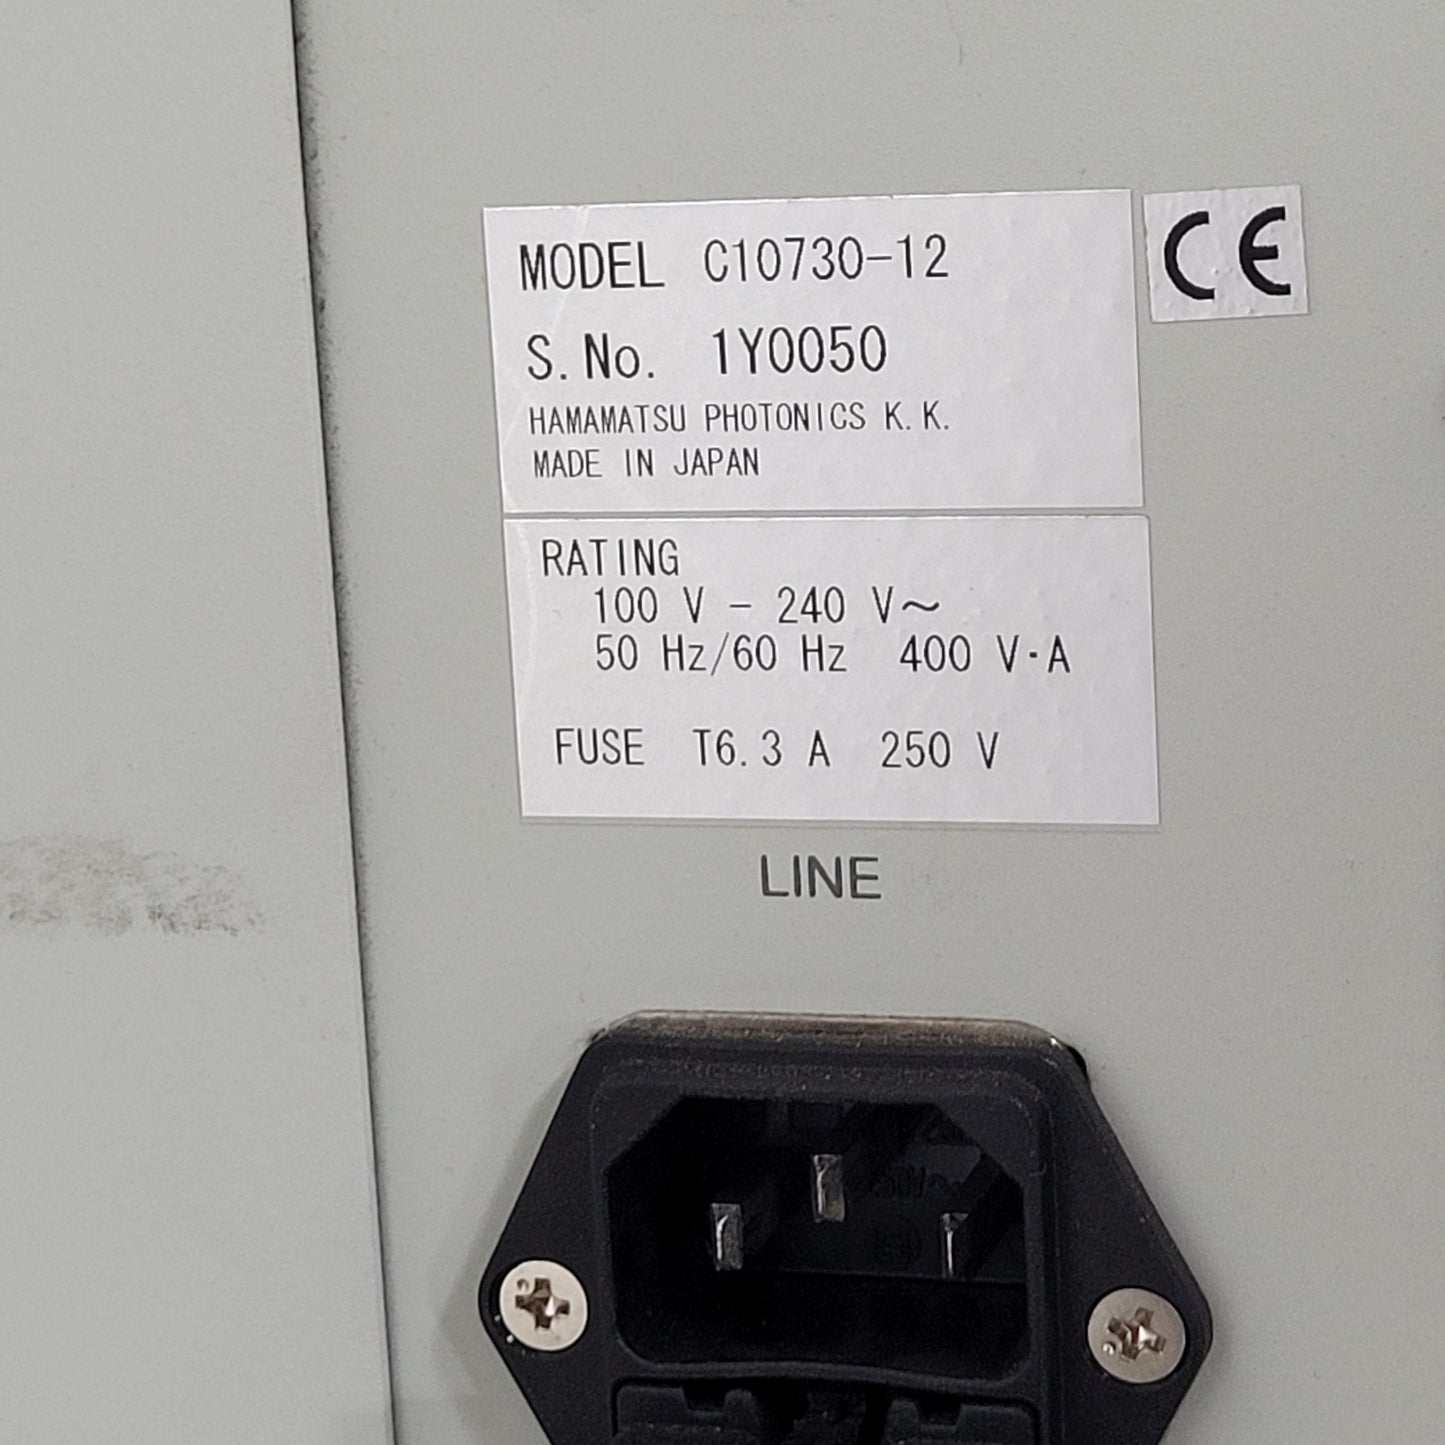 MODEL C10730-12
CE
S.No. 1Y0050
HAMAMATSU PHOTONICS K.K.
MADE IN JAPAN
RATING
100 V - 240 V~
50 Hz/60 Hz 400 V·A
FUSE T6.3 A 250 V
LINE